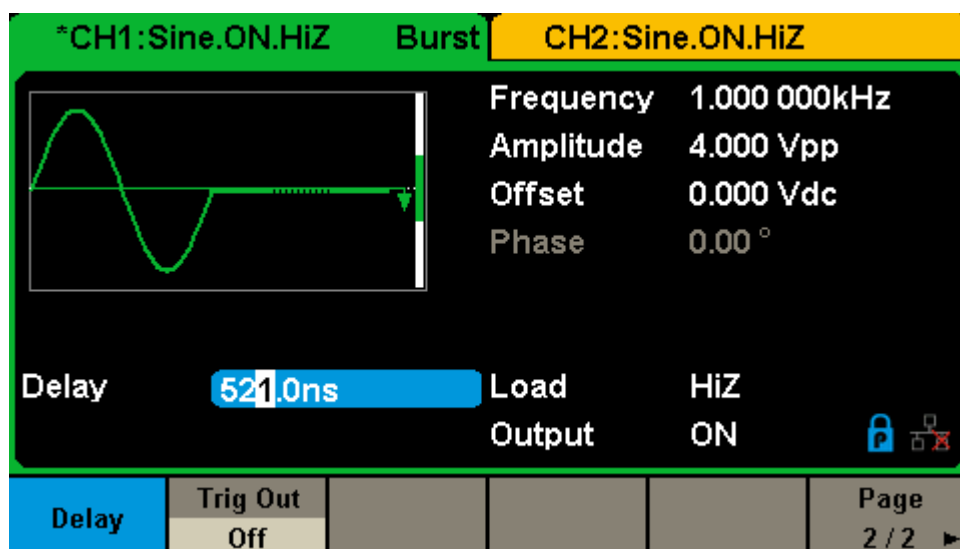 *CH1:Sine.ON.HiZ Burst CH2:Sine.ON.HiZ
Frequency 1.000 000kHz
Amplitude 4.000 Vpp
Offset 0.000 Vdc
Phase 0.00 °
Delay 521.0ns Load HiZ
Output ON P
Delay Trig Out Off Page 2/2 ►